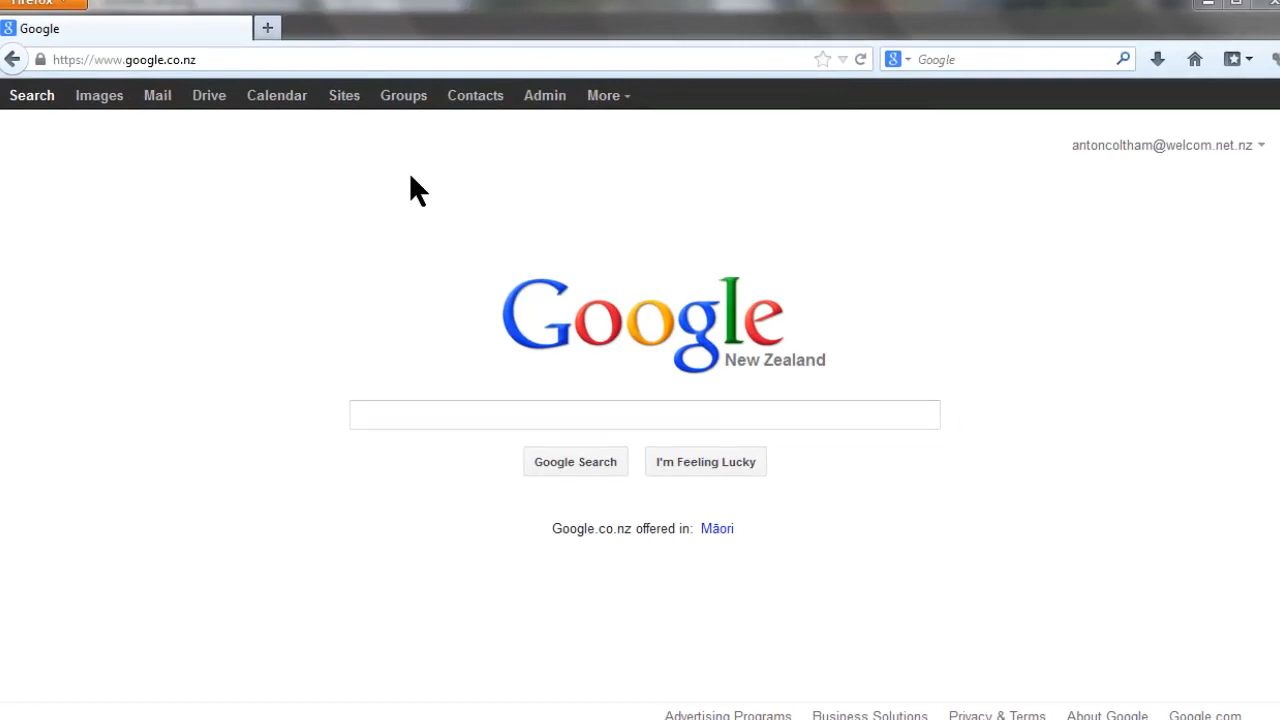 Firefox
Google
https://www.google.co.nz
Google
Search Images Mail Drive Calendar Sites Groups Contacts Admin More
antoncoltham@welcom.net.nz
Google
New Zealand
Google Search I'm Feeling Lucky
Google.co.nz offered in: Māori
Advertising Programs Business Solutions Privacy & Terms About Google Google.com